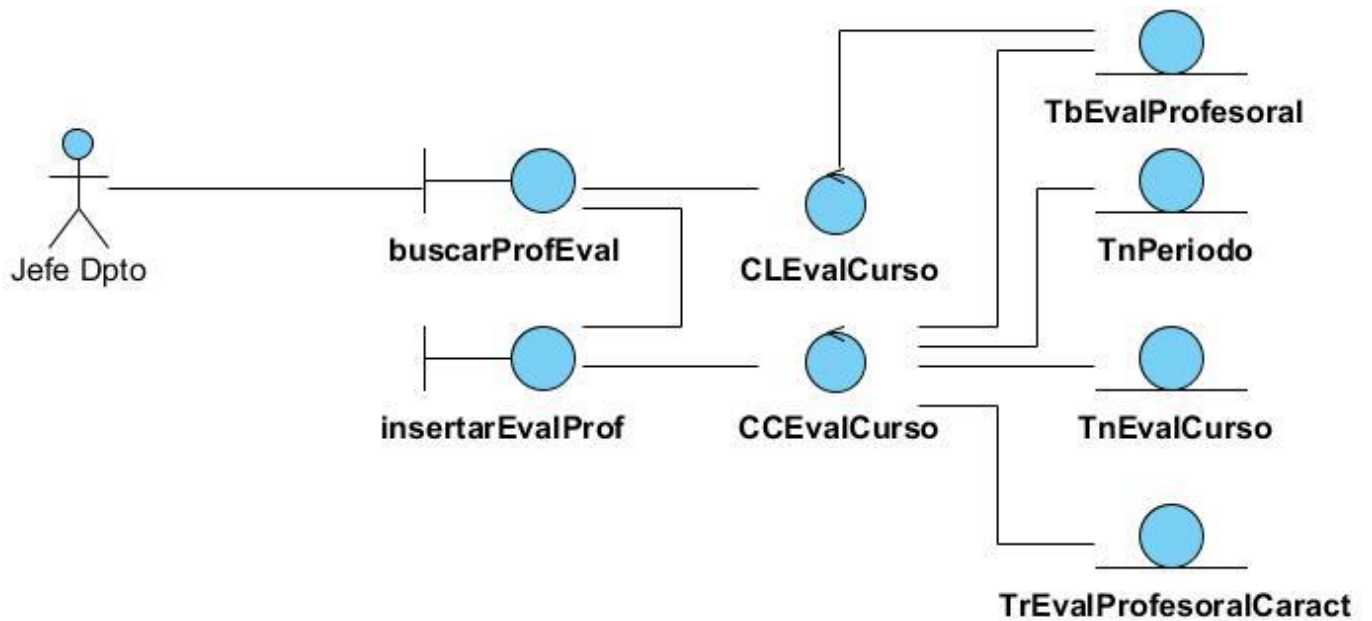 TbEvalProfesoral
buscarProfEval
CLEvalCurso
TnPeriodo
Jefe Dpto
insertarEvalProf
CCEvalCurso
TnEvalCurso
TrEvalProfesoralCaract